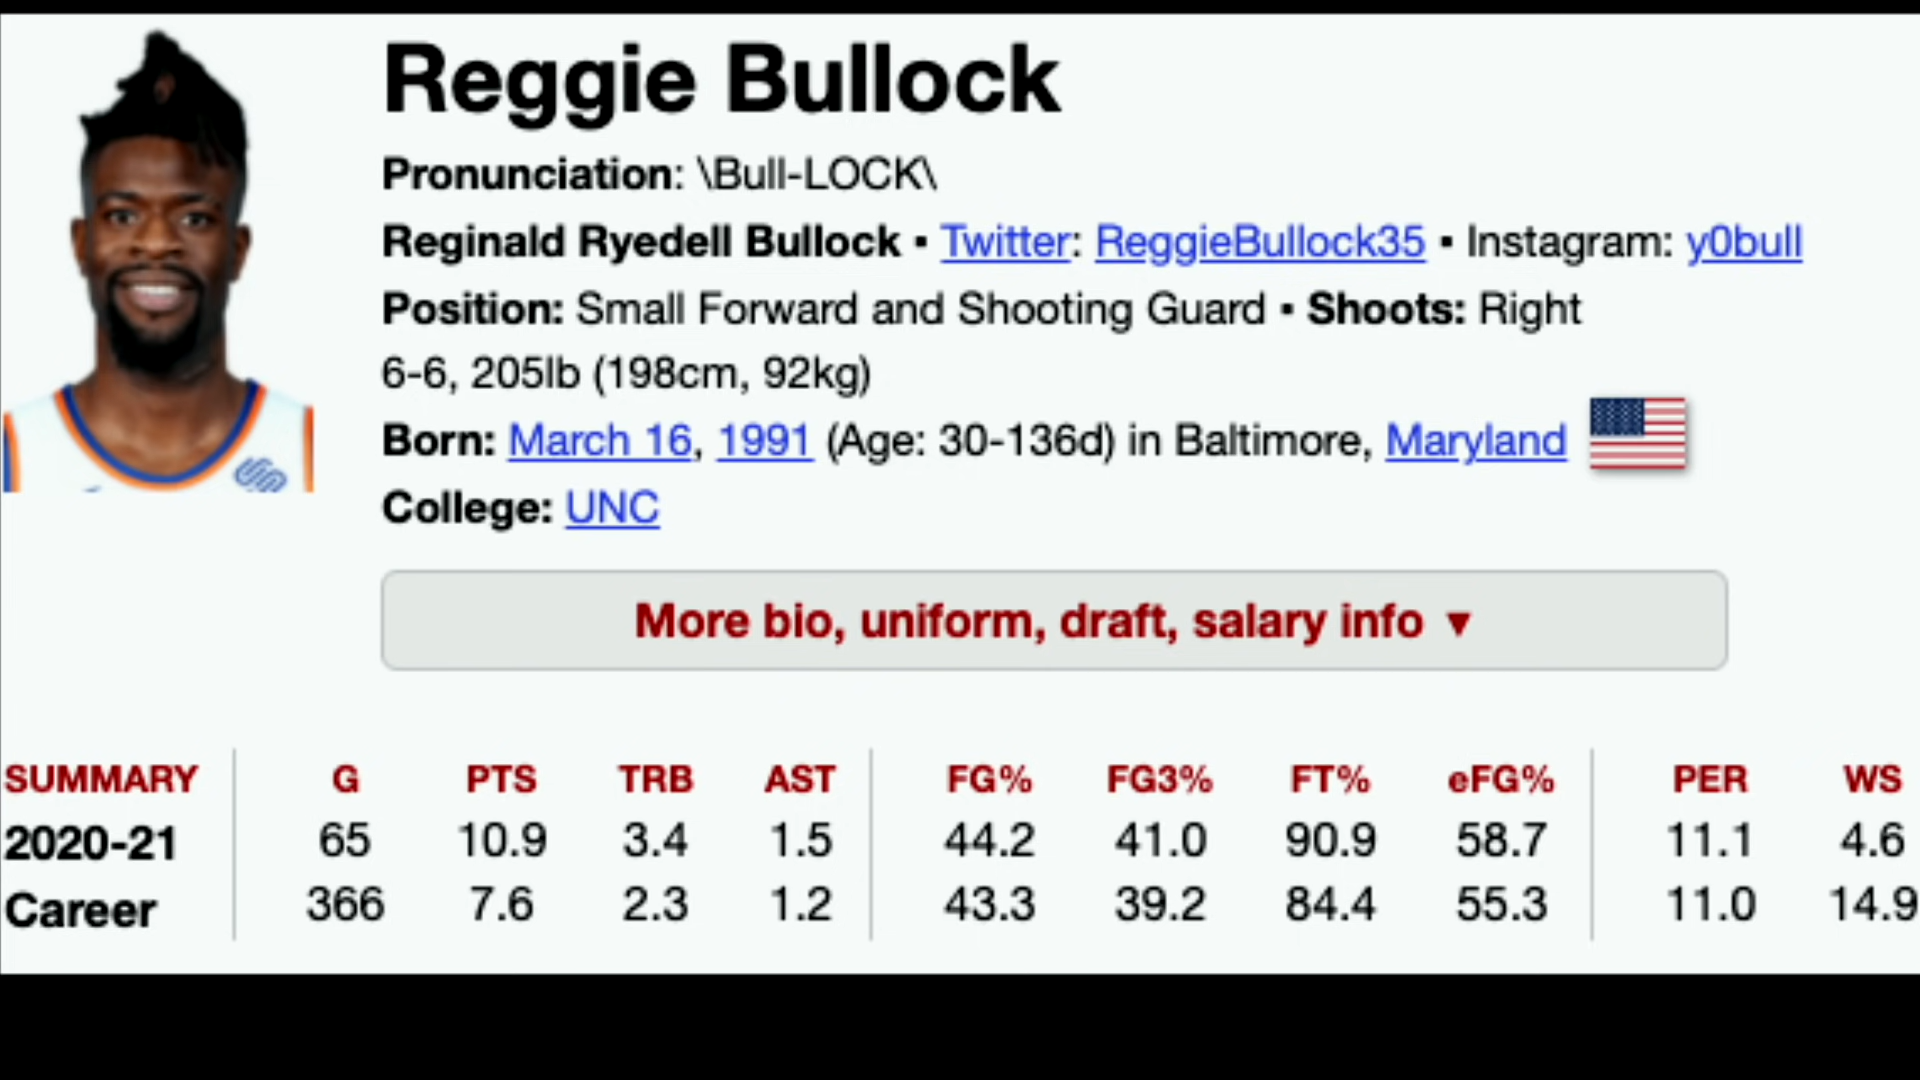 Reggie Bullock
Pronunciation: \Bull-LOCK\
Reginald Ryedell Bullock ▪ Twitter: ReggieBullock35 ▪ Instagram: y0bull
Position: Small Forward and Shooting Guard ▪ Shoots: Right
6-6, 205lb (198cm, 92kg)
Born: March 16, 1991 (Age: 30-136d) in Baltimore, Maryland
College: UNC
More bio, uniform, draft, salary info ▼
SUMMARY G PTS TRB AST FG% FG3% FT% eFG% PER WS
2020-21 65 10.9 3.4 1.5 44.2 41.0 90.9 58.7 11.1 4.6
Career 366 7.6 2.3 1.2 43.3 39.2 84.4 55.3 11.0 14.9